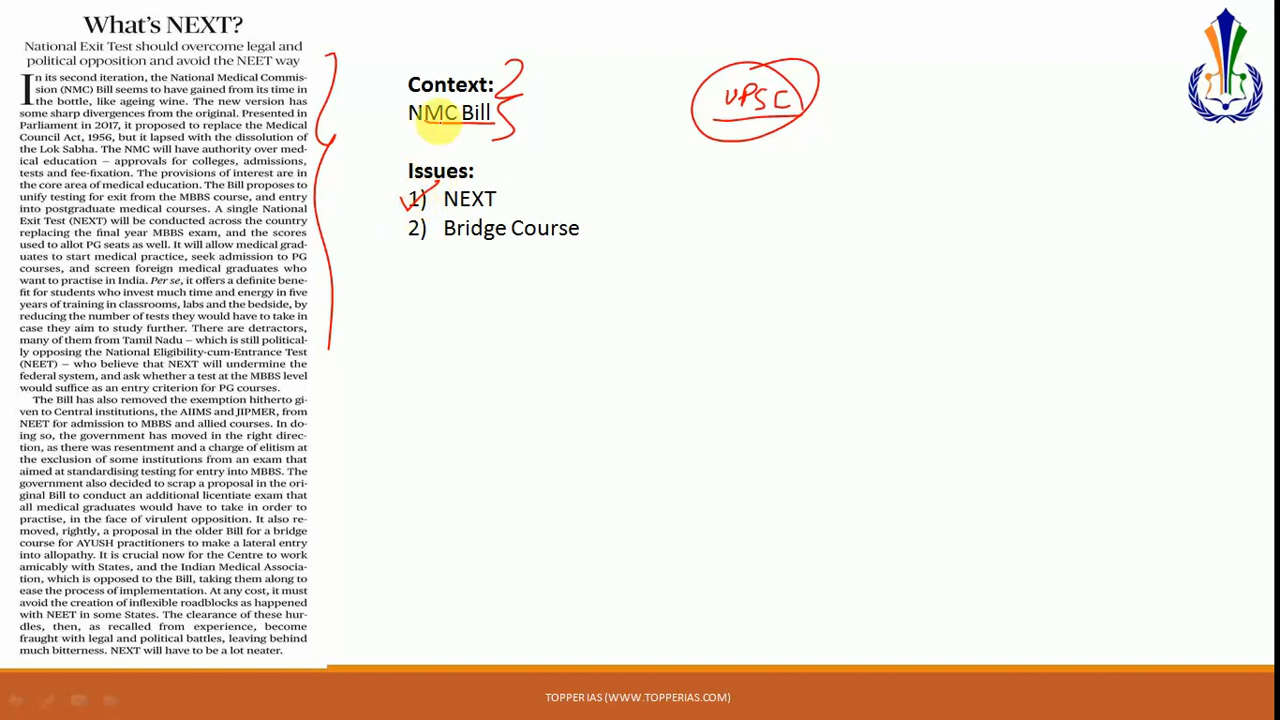 What's NEXT?
National Exit Test should overcome legal and
political opposition and avoid the NEET way
In its second iteration, the National Medical Commis-
sion (NMC) Bill seems to have gained from its time in
the bottle, like ageing wine. The new version has
some sharp divergences from the original. Presented in
Parliament in 2017, it proposed to replace the Medical
Council Act, 1956, but it lapsed with the dissolution of
the Lok Sabha. The NMC will have authority over med-
ical education – approvals for colleges, admissions,
tests and fee-fixation. The provisions of interest are in
the core area of medical education. The Bill proposes to
unify testing for exit from the MBBS course, and entry
into postgraduate medical courses. A single National
Exit Test (NEXT) will be conducted across the country
replacing the final year MBBS exam, and the scores
used to allot PG seats as well. It will allow medical grad-
uates to start medical practice, seek admission to PG
courses, and screen foreign medical graduates who
want to practise in India. Per se, it offers a definite bene-
fit for students who invest much time and energy in five
years of training in classrooms, labs and the bedside, by
reducing the number of tests they would have to take in
case they aim to study further. There are detractors,
many of them from Tamil Nadu – which is still political-
ly opposing the National Eligibility-cum-Entrance Test
(NEET) – who believe that NEXT will undermine the
federal system, and ask whether a test at the MBBS level
would suffice as an entry criterion for PG courses.
The Bill has also removed the exemption hitherto gi-
ven to Central institutions, the AIIMS and JIPMER, from
NEET for admission to MBBS and allied courses. In do-
ing so, the government has moved in the right direc-
tion, as there was resentment and a charge of elitism at
the exclusion of some institutions from an exam that
aimed at standardising testing for entry into MBBS. The
government also decided to scrap a proposal in the ori-
ginal Bill to conduct an additional licentiate exam that
all medical graduates would have to take in order to
practise, in the face of virulent opposition. It also re-
moved, rightly, a proposal in the older Bill for a bridge
course for AYUSH practitioners to make a lateral entry
into allopathy. It is crucial now for the Centre to work
amicably with States, and the Indian Medical Associa-
tion, which is opposed to the Bill, taking them along to
ease the process of implementation. At any cost, it must
avoid the creation of inflexible roadblocks as happened
with NEET in some States. The clearance of these hur-
dles, then, as recalled from experience, become
fraught with legal and political battles, leaving behind
much bitterness. NEXT will have to be a lot neater.
Context:
NMC Bill
UPSC
Issues:
1) NEXT
2) Bridge Course
TOPPER IAS (WWW.TOPPERIAS.COM)